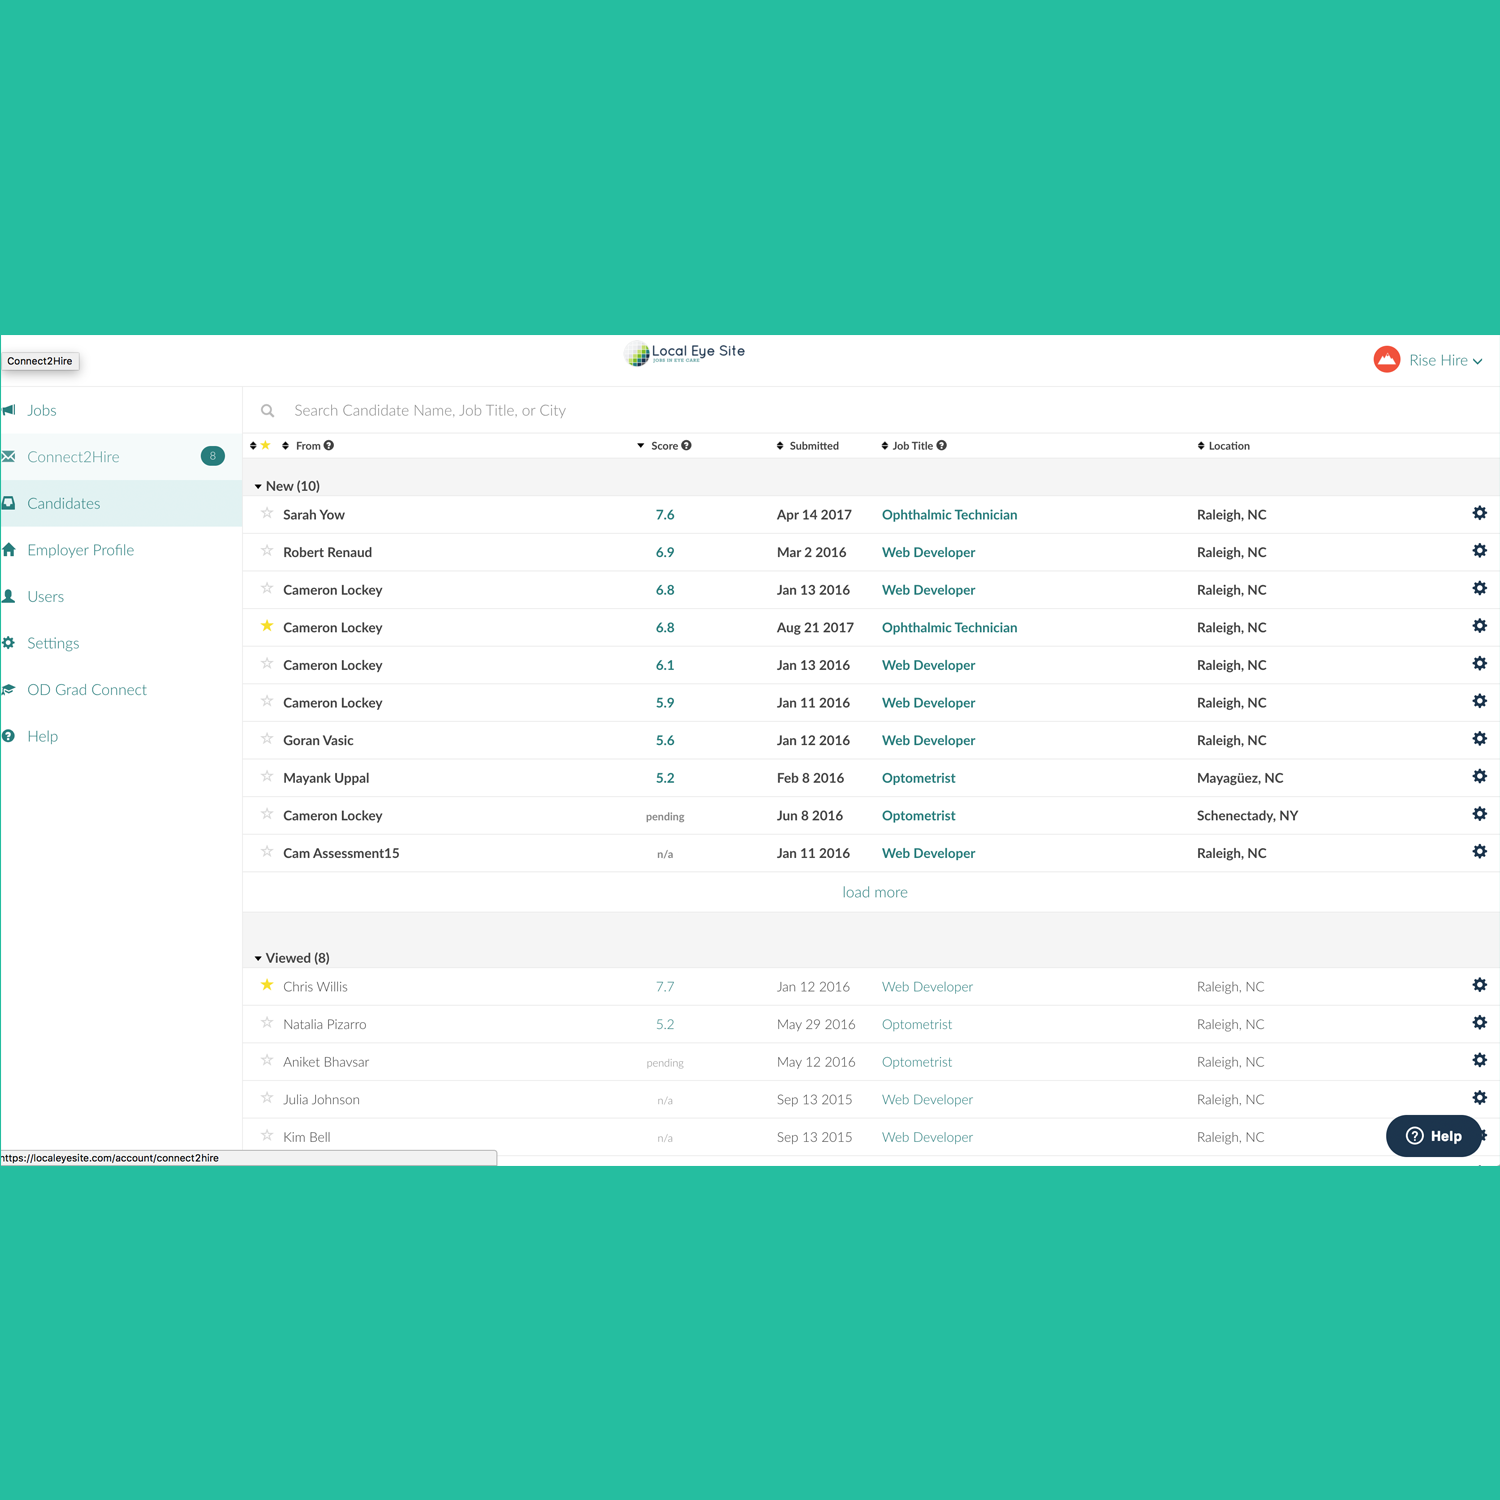 Connect2Hire
Local Eye Site
JOBS IN EYE CARE
Rise Hire
Jobs
Connect2Hire 8
Candidates
Employer Profile
Users
Settings
OD Grad Connect
Help
Search Candidate Name, Job Title, or City
From Score Submitted Job Title Location
New (10)
Sarah Yow 7.6 Apr 14 2017 Ophthalmic Technician Raleigh, NC
Robert Renaud 6.9 Mar 2 2016 Web Developer Raleigh, NC
Cameron Lockey 6.8 Jan 13 2016 Web Developer Raleigh, NC
Cameron Lockey 6.8 Aug 21 2017 Ophthalmic Technician Raleigh, NC
Cameron Lockey 6.1 Jan 13 2016 Web Developer Raleigh, NC
Cameron Lockey 5.9 Jan 11 2016 Web Developer Raleigh, NC
Goran Vasic 5.6 Jan 12 2016 Web Developer Raleigh, NC
Mayank Uppal 5.2 Feb 8 2016 Optometrist Mayagüez, NC
Cameron Lockey pending Jun 8 2016 Optometrist Schenectady, NY
Cam Assessment15 n/a Jan 11 2016 Web Developer Raleigh, NC
load more
Viewed (8)
Chris Willis 7.7 Jan 12 2016 Web Developer Raleigh, NC
Natalia Pizarro 5.2 May 29 2016 Optometrist Raleigh, NC
Aniket Bhavsar pending May 12 2016 Optometrist Raleigh, NC
Julia Johnson n/a Sep 13 2015 Web Developer Raleigh, NC
Kim Bell n/a Sep 13 2015 Web Developer Raleigh, NC
Help
https://localeyesite.com/account/connect2hire